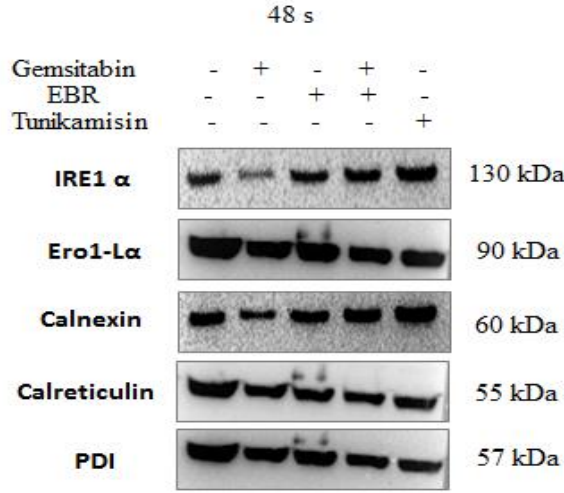 48 s
Gemsitabin - + - + -
EBR - - + + -
Tunikamisin - - - - +
IRE1 α 130 kDa
Ero1-Lα 90 kDa
Calnexin 60 kDa
Calreticulin 55 kDa
PDI 57 kDa